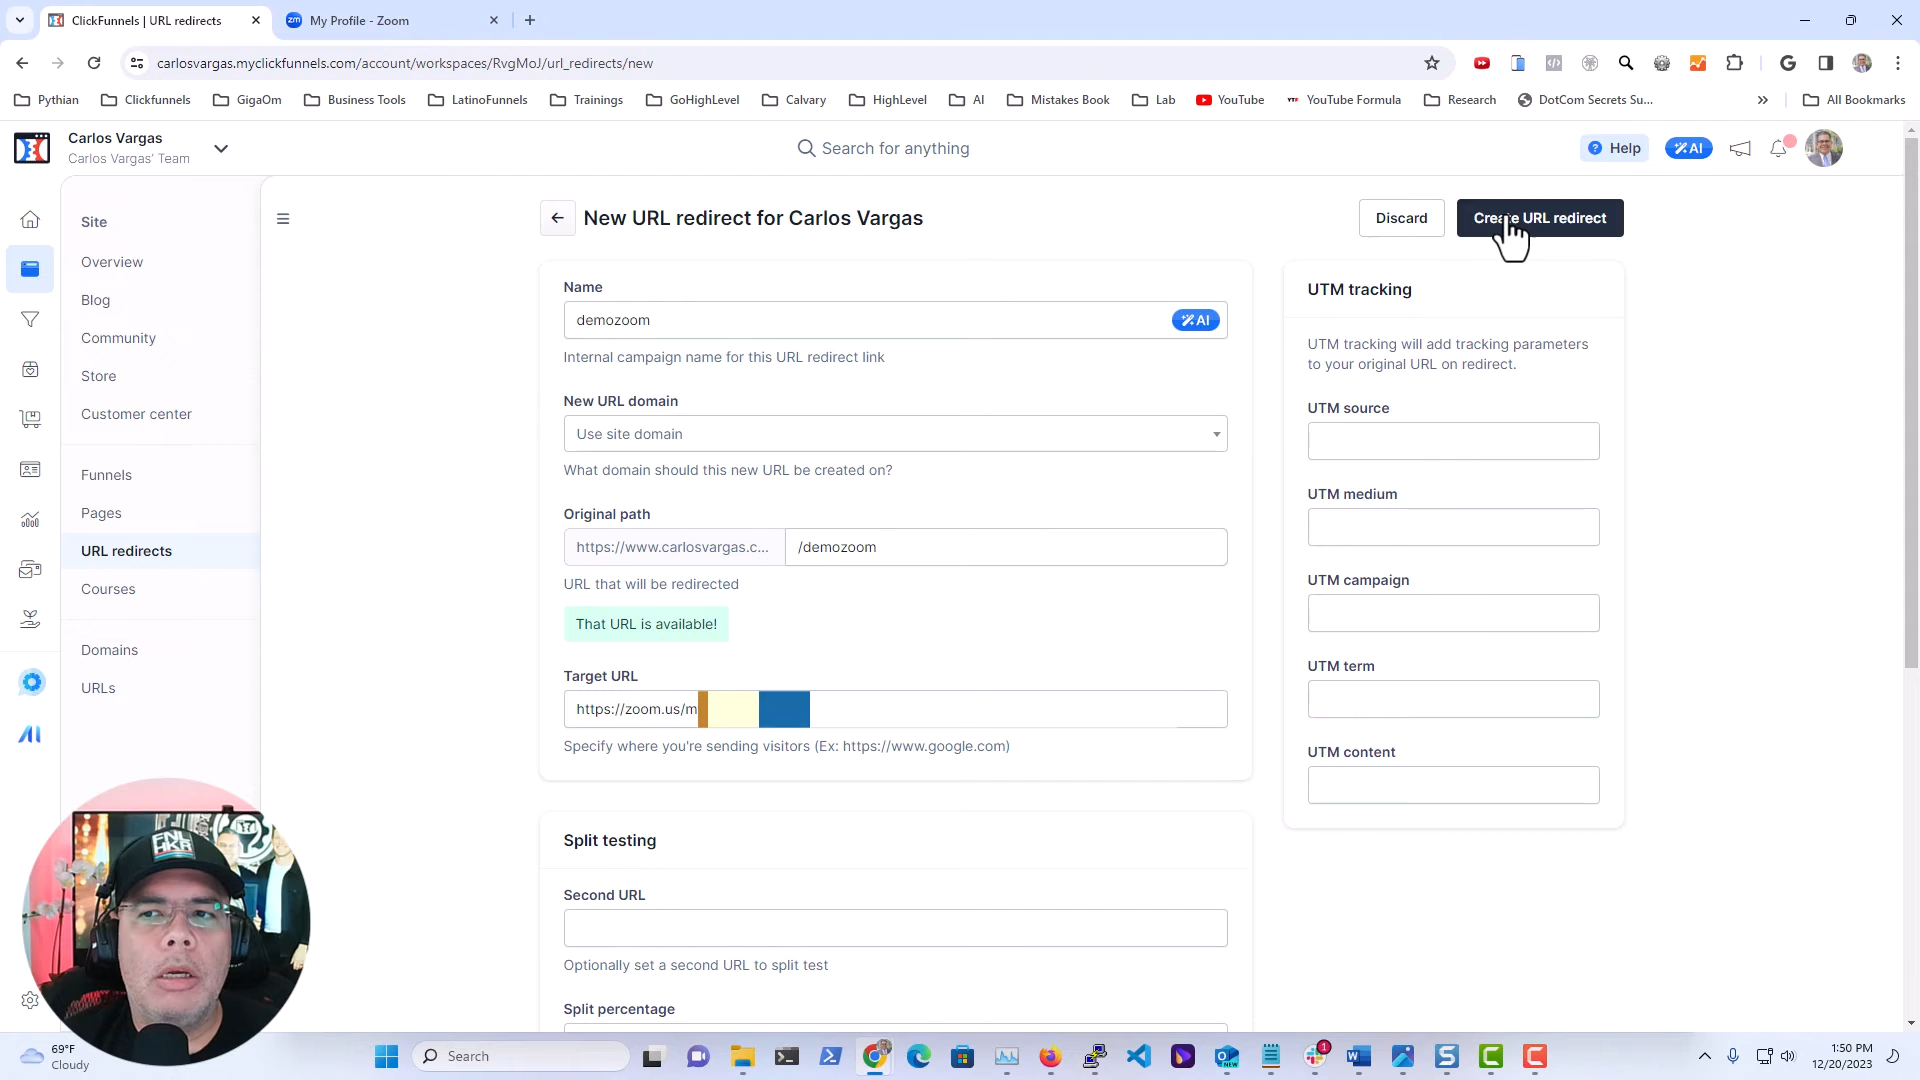 ClickFunnels | URL redirects
My Profile - Zoom
carlosvargas.myclickfunnels.com/account/workspaces/RvgMoJ/url_redirects/new
Pythian
Clickfunnels
GigaOm
Business Tools
LatinoFunnels
Trainings
GoHighLevel
Calvary
HighLevel
AI
Mistakes Book
Lab
YouTube
YouTube Formula
Research
DotCom Secrets Su...
All Bookmarks
Carlos Vargas
Carlos Vargas' Team
Search for anything
Help
AI
Site
Overview
Blog
Community
Store
Customer center
Funnels
Pages
URL redirects
Courses
Domains
URLs
New URL redirect for Carlos Vargas
Discard
Create URL redirect
Name
demozoom
AI
Internal campaign name for this URL redirect link
New URL domain
Use site domain
What domain should this new URL be created on?
Original path
https://www.carlosvargas.c...
/demozoom
URL that will be redirected
That URL is available!
Target URL
https://zoom.us/m
Specify where you're sending visitors (Ex: https://www.google.com)
Split testing
Second URL
Optionally set a second URL to split test
Split percentage
UTM tracking
UTM tracking will add tracking parameters
to your original URL on redirect.
UTM source
UTM medium
UTM campaign
UTM term
UTM content
FNL
HKR
69°F
Cloudy
Search
1:50 PM
12/20/2023